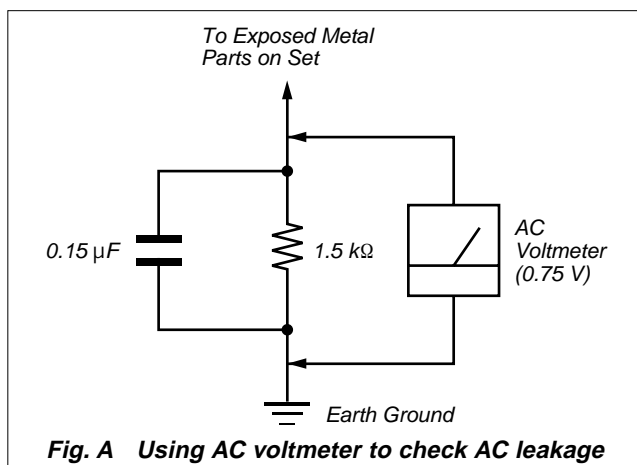 To Exposed Metal
Parts on Set
0.15 µF
1.5 kΩ
AC
Voltmeter
(0.75 V)
Earth Ground
Fig. A Using AC voltmeter to check AC leakage